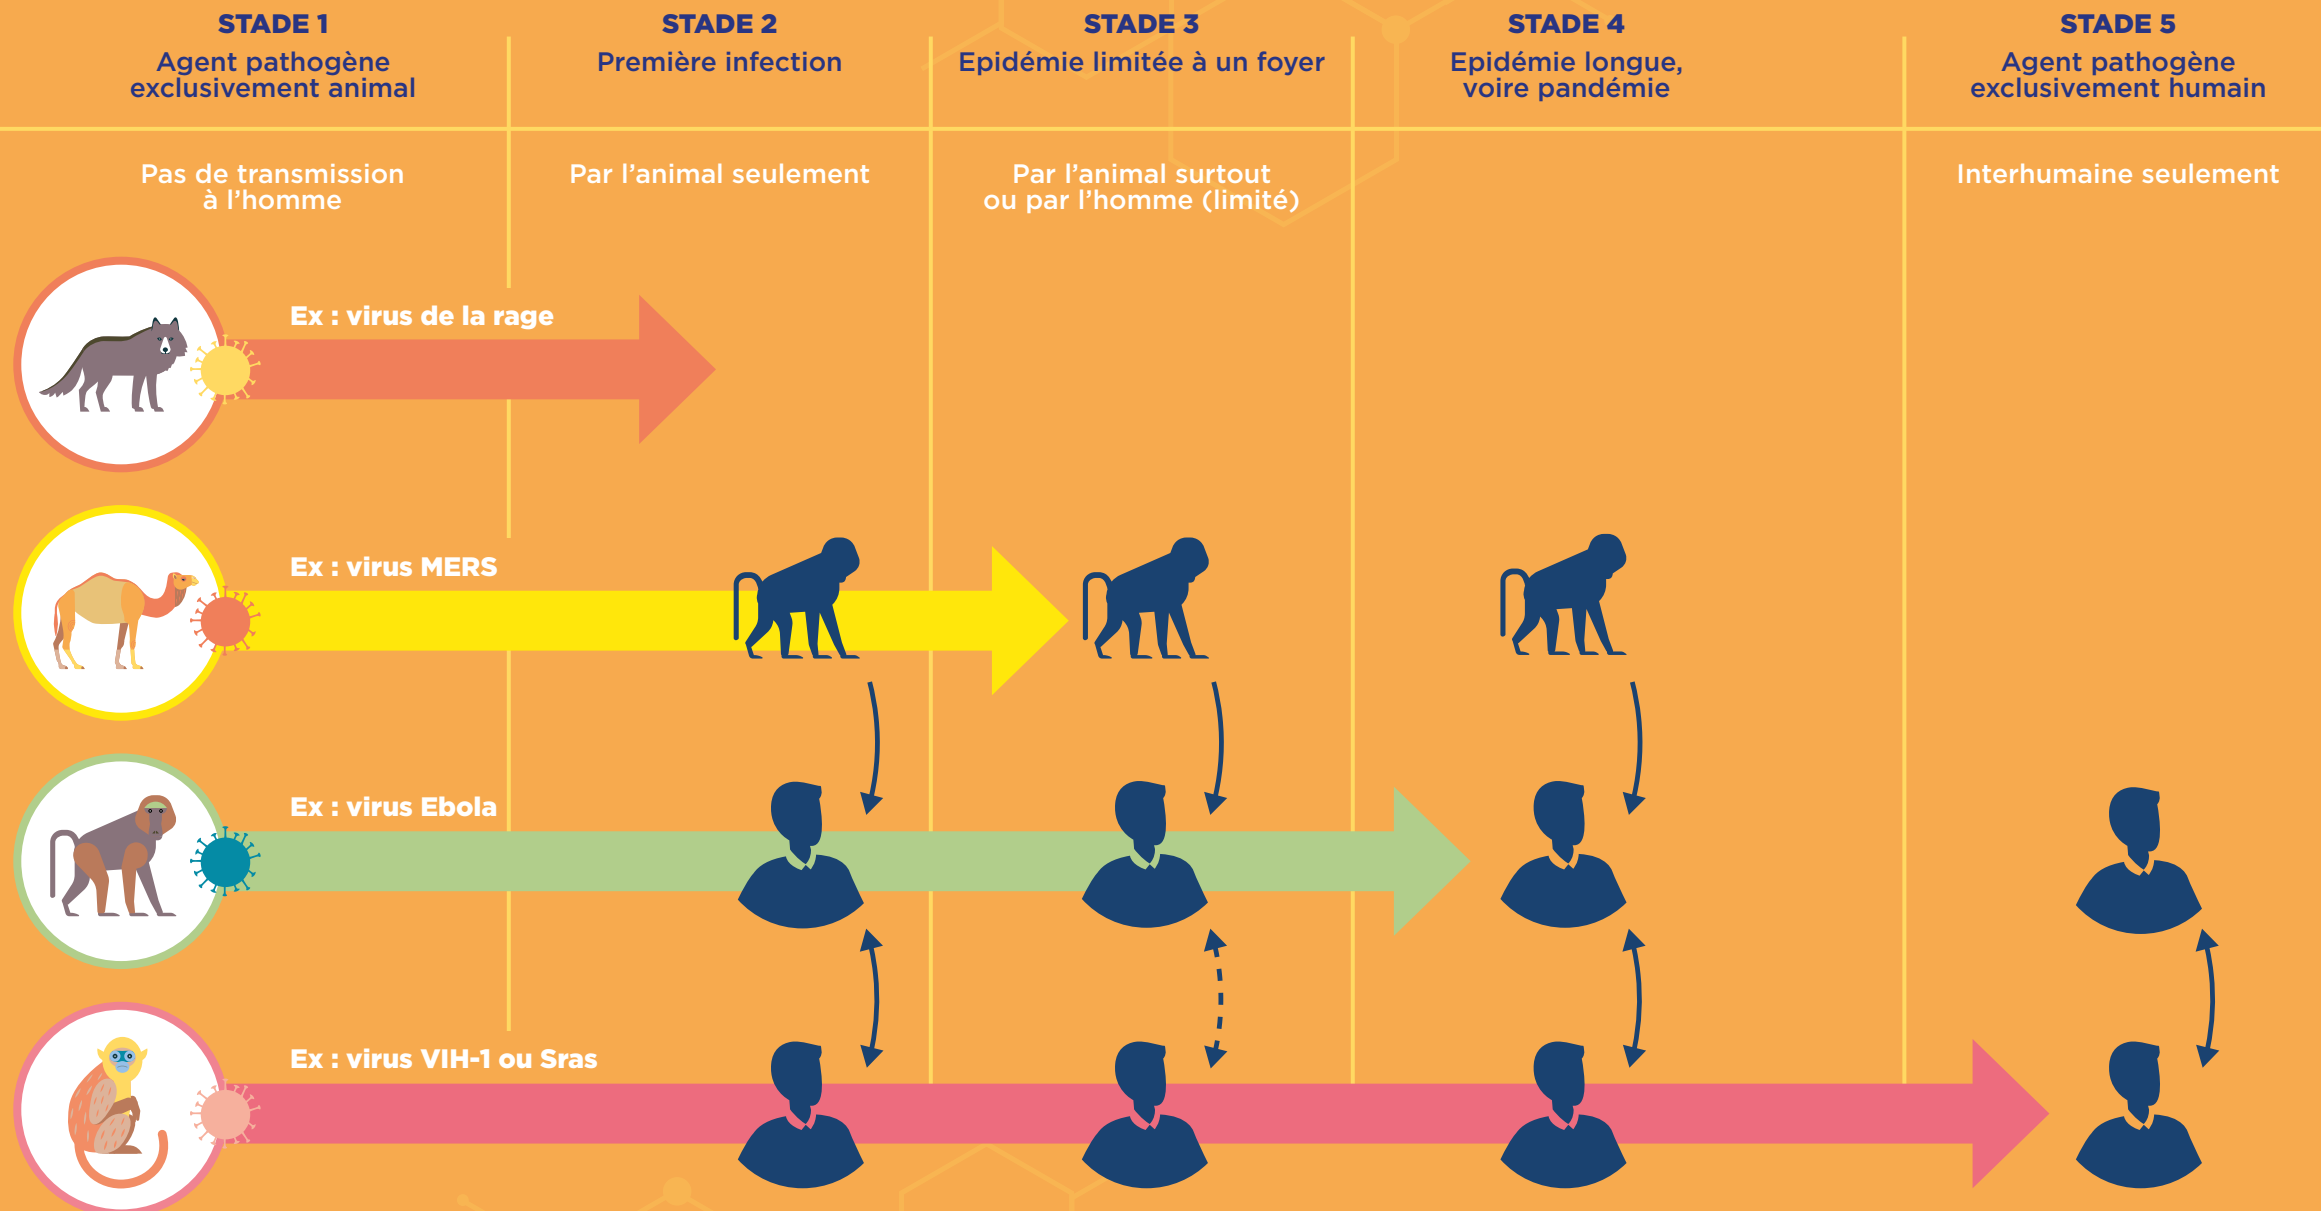 STADE 1
Agent pathogène
exclusivement animal
STADE 2
Première infection
STADE 3
Epidémie limitée à un foyer
STADE 4
Epidémie longue,
voire pandémie
STADE 5
Agent pathogène
exclusivement humain
Pas de transmission
à l'homme
Par l'animal seulement
Par l'animal surtout
ou par l'homme (limité)
Interhumaine seulement
Ex : virus de la rage
Ex : virus MERS
Ex : virus Ebola
Ex : virus VIH-1 ou Sras